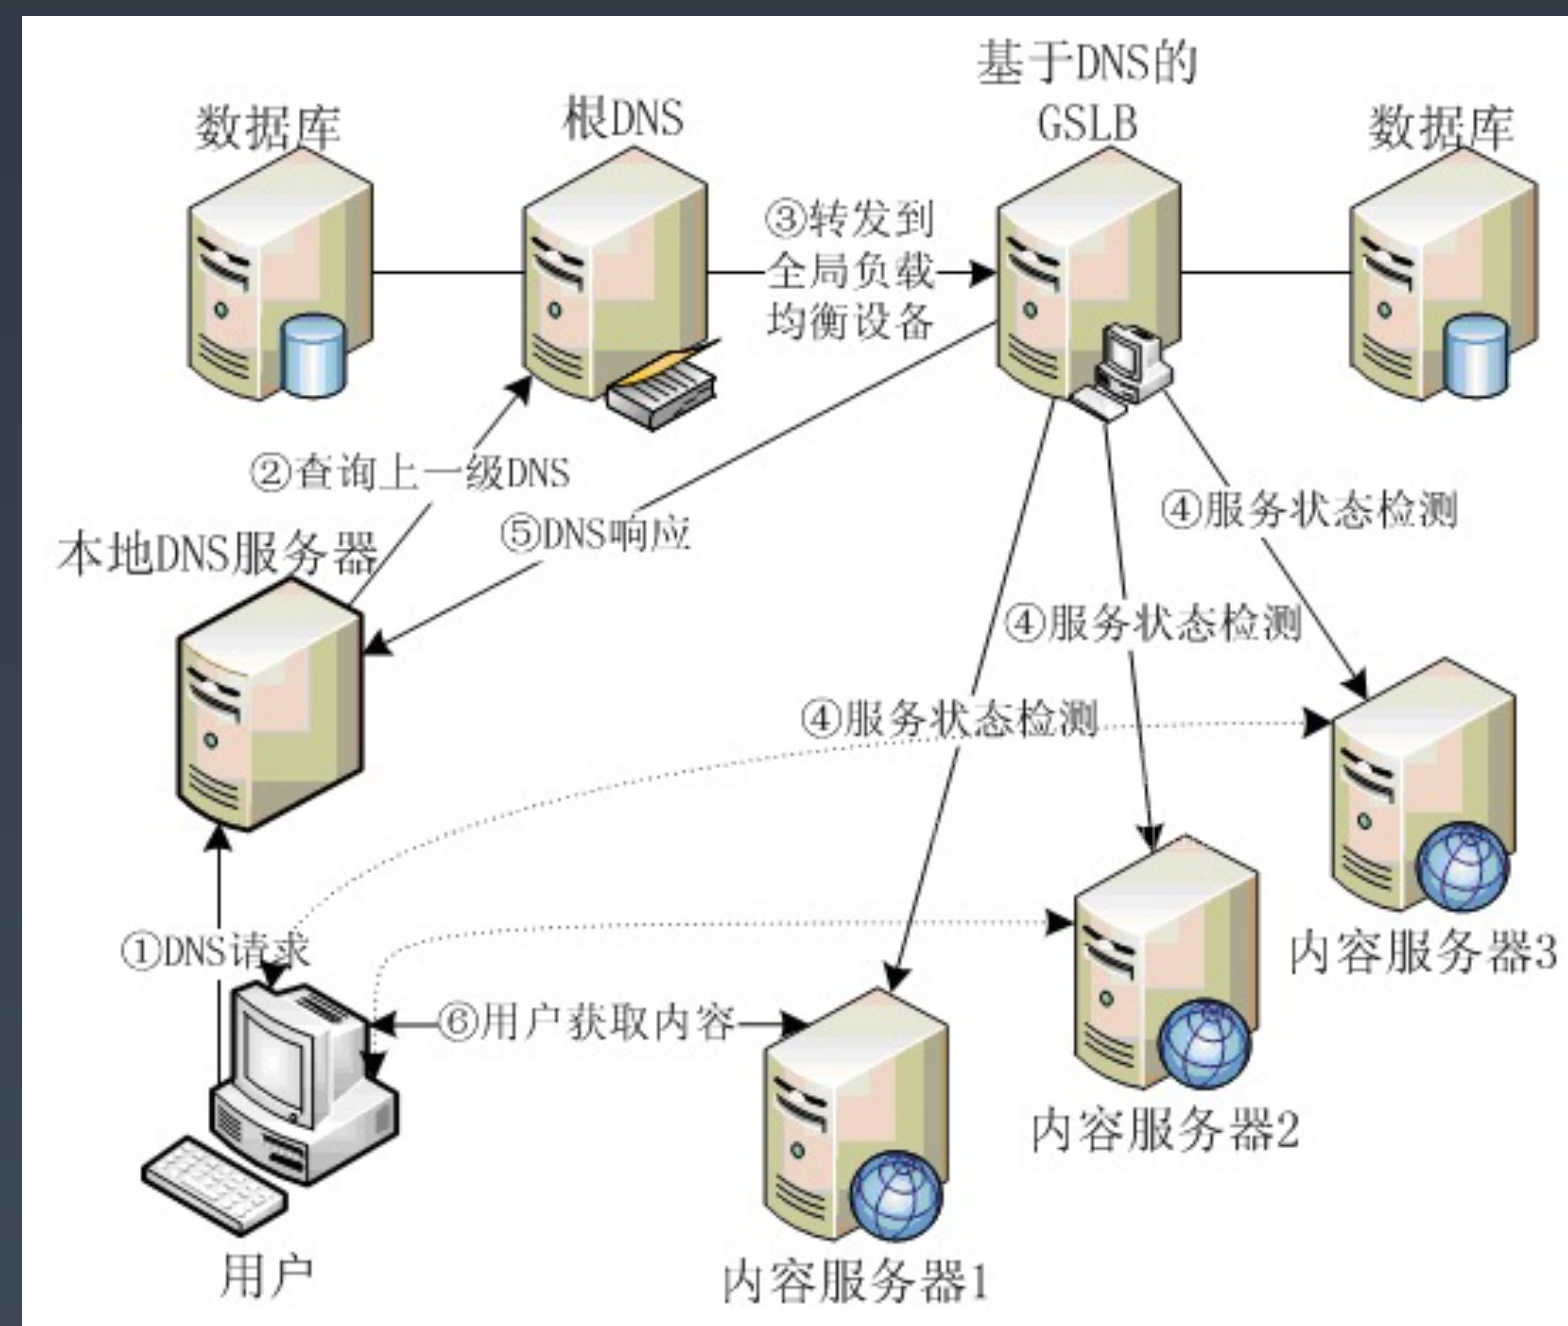 数据库
根DNS
基于DNS的
GSLB
数据库
③转发到
全局负载
均衡设备
②查询上一级DNS
⑤DNS响应
④服务状态检测
本地DNS服务器
④服务状态检测
④服务状态检测
①DNS请求
⑥用户获取内容
内容服务器3
内容服务器2
用户
内容服务器1